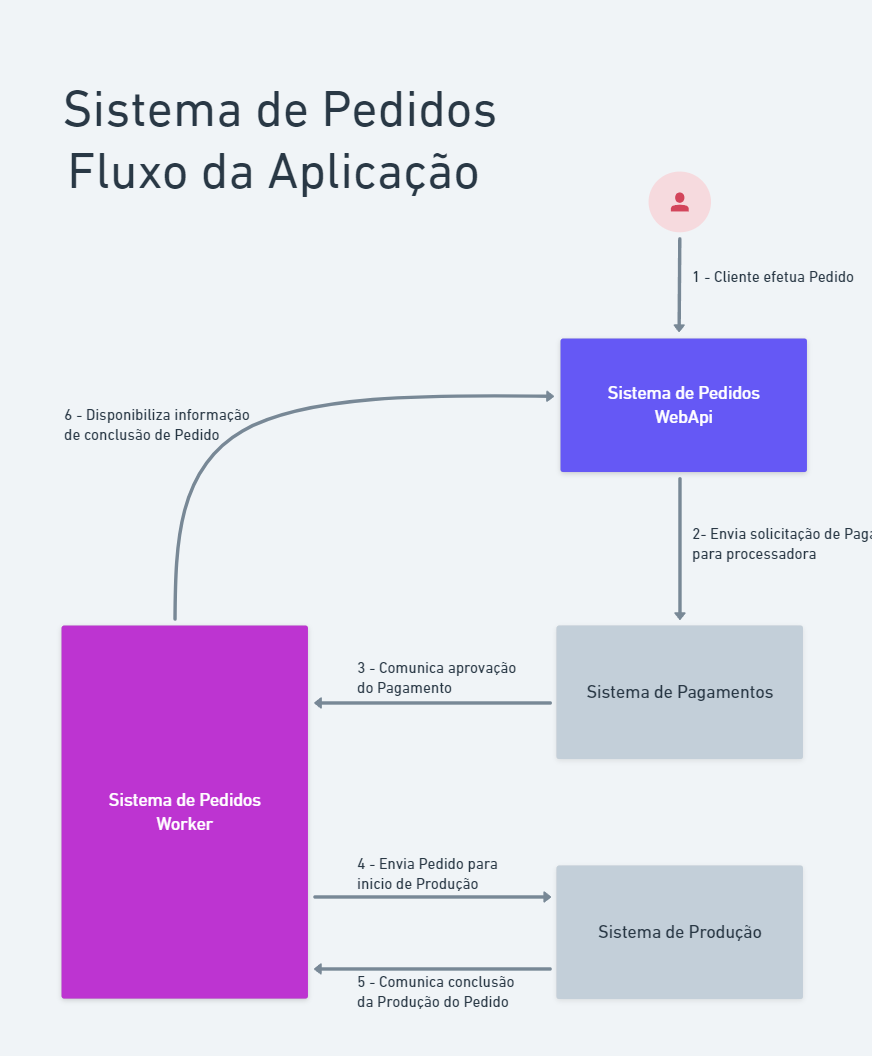 Sistema de Pedidos
Fluxo da Aplicação
1 - Cliente efetua Pedido
Sistema de Pedidos
WebApi
6 - Disponibiliza informação
de conclusão de Pedido
2- Envia solicitação de
para processadora
3 - Comunica aprovação
do Pagamento
Sistema de Pagamentos
Sistema de Pedidos
Worker
4 - Envia Pedido para
inicio de Produção
Sistema de Produção
5 - Comunica conclusão
da Produção do Pedido